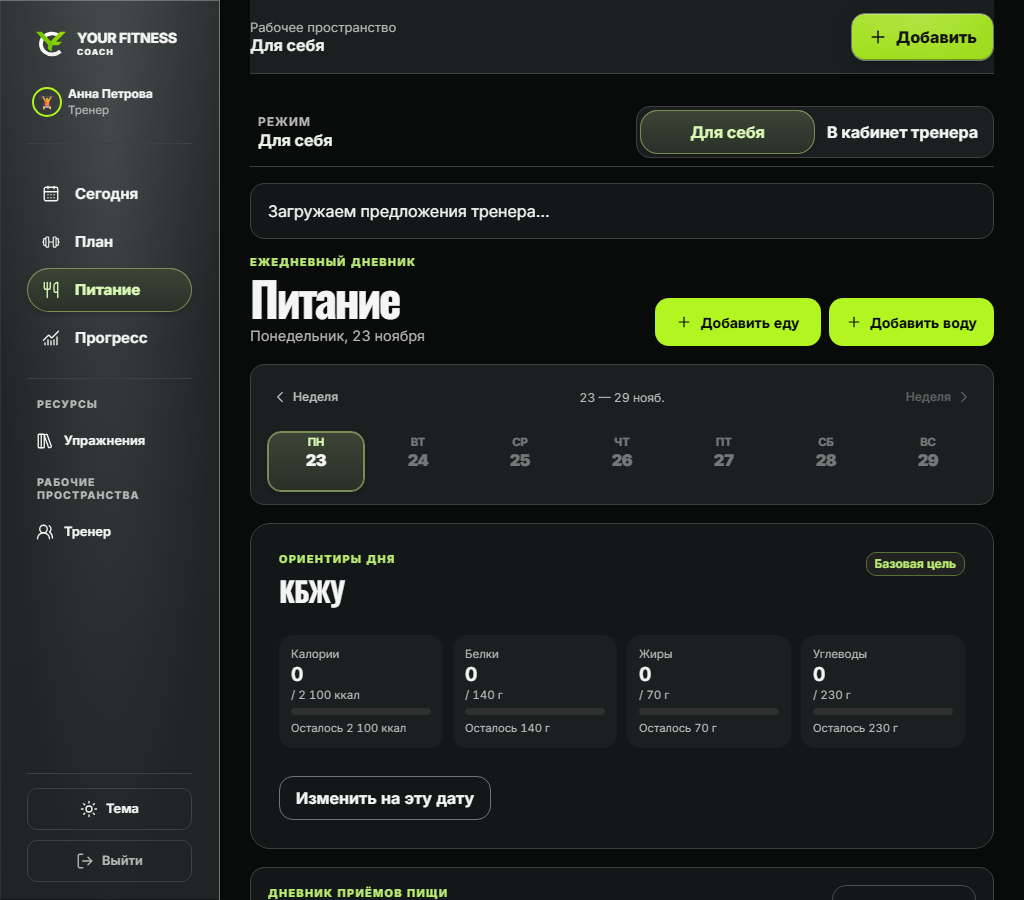 YOUR FITNESS
COACH
Анна Петрова
Тренер
Сегодня
План
Питание
Прогресс
РЕСУРСЫ
Упражнения
РАБОЧИЕ
ПРОСТРАНСТВА
Тренер
Тема
Выйти
Рабочее пространство
Для себя
Добавить
РЕЖИМ
Для себя
Для себя
В кабинет тренера
Загружаем предложения тренера...
ЕЖЕДНЕВНЫЙ ДНЕВНИК
Питание
Понедельник, 23 ноября
Добавить еду
Добавить воду
Неделя
23 — 29 нояб.
Неделя
ПН
23
ВТ
24
СР
25
ЧТ
26
ПТ
27
СБ
28
ВС
29
ОРИЕНТИРЫ ДНЯ
КБЖУ
Базовая цель
Калории
0
/ 2 100 ккал
Осталось 2 100 ккал
Белки
0
/ 140 г
Осталось 140 г
Жиры
0
/ 70 г
Осталось 70 г
Углеводы
0
/ 230 г
Осталось 230 г
Изменить на эту дату
ДНЕВНИК ПРИЁМОВ ПИЩИ